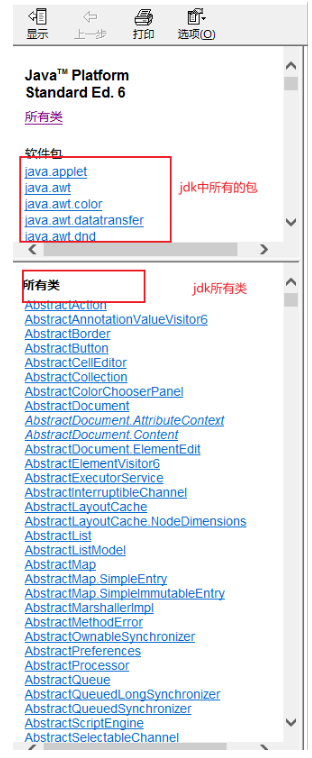 显示 上一步 打印 选项(O)
Java™ Platform
Standard Ed. 6
所有类
软件包
java.applet
java.awt
jdk中所有的包
java.awt.color
java.awt.datatransfer
java.awt.dnd
所有类
jdk所有类
AbstractAction
AbstractAnnotationValueVisitor6
AbstractBorder
AbstractButton
AbstractCellEditor
AbstractCollection
AbstractColorChooserPanel
AbstractDocument
AbstractDocument.AttributeContext
AbstractDocument.Content
AbstractDocument.ElementEdit
AbstractElementVisitor6
AbstractExecutorService
AbstractInterruptibleChannel
AbstractLayoutCache
AbstractLayoutCache.NodeDimensions
AbstractList
AbstractListModel
AbstractMap
AbstractMap.SimpleEntry
AbstractMap.SimpleImmutableEntry
AbstractMarshallerImpl
AbstractMethodError
AbstractOwnableSynchronizer
AbstractPreferences
AbstractProcessor
AbstractQueue
AbstractQueuedLongSynchronizer
AbstractQueuedSynchronizer
AbstractScriptEngine
AbstractSelectableChannel